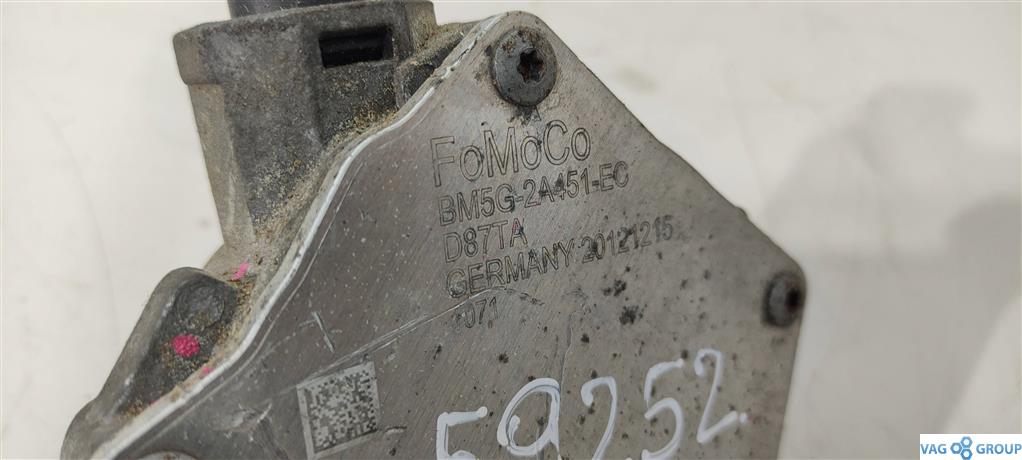 FoMoCo
BM5G-2A451-EC
D87TA
GERMANY 20121215
59252
VAG GROUP